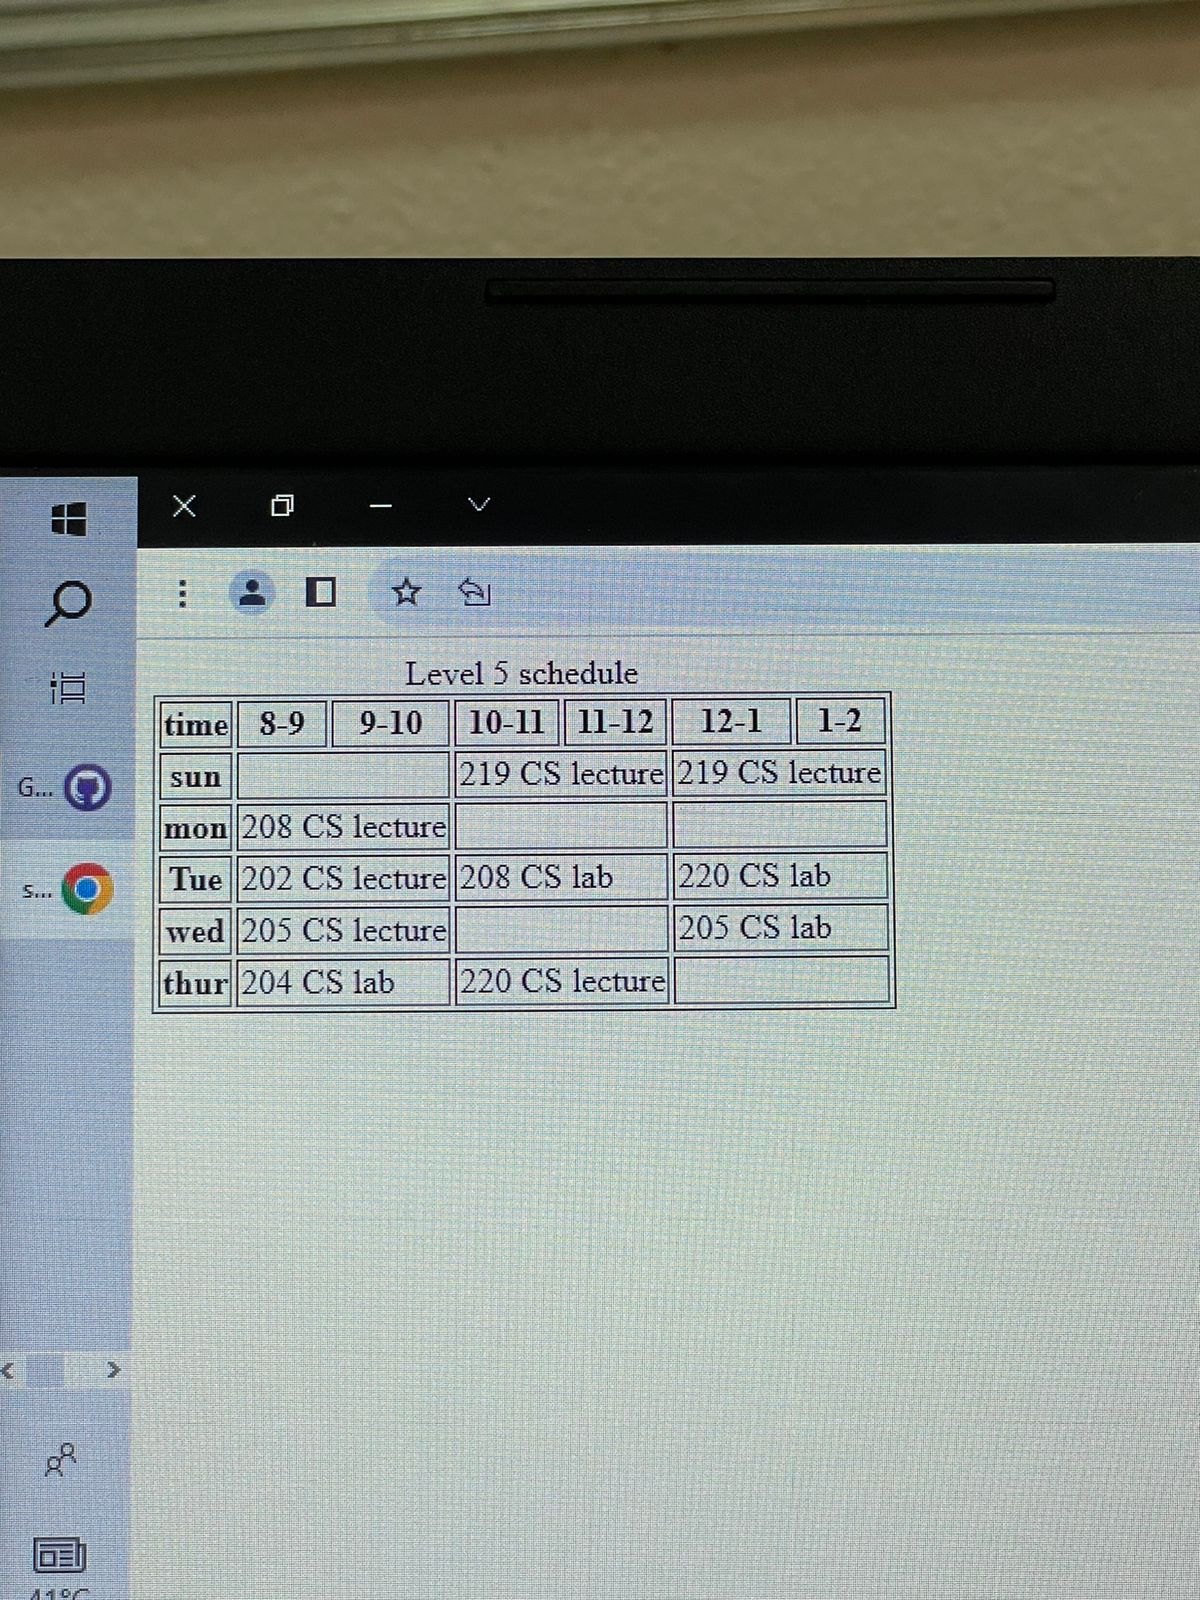 Level 5 schedule
time 8-9 9-10 10-11 11-12 12-1 1-2
sun 219 CS lecture 219 CS lecture
mon 208 CS lecture
Tue 202 CS lecture 208 CS lab 220 CS lab
wed 205 CS lecture 205 CS lab
thur 204 CS lab 220 CS lecture
G...
s...
41°C